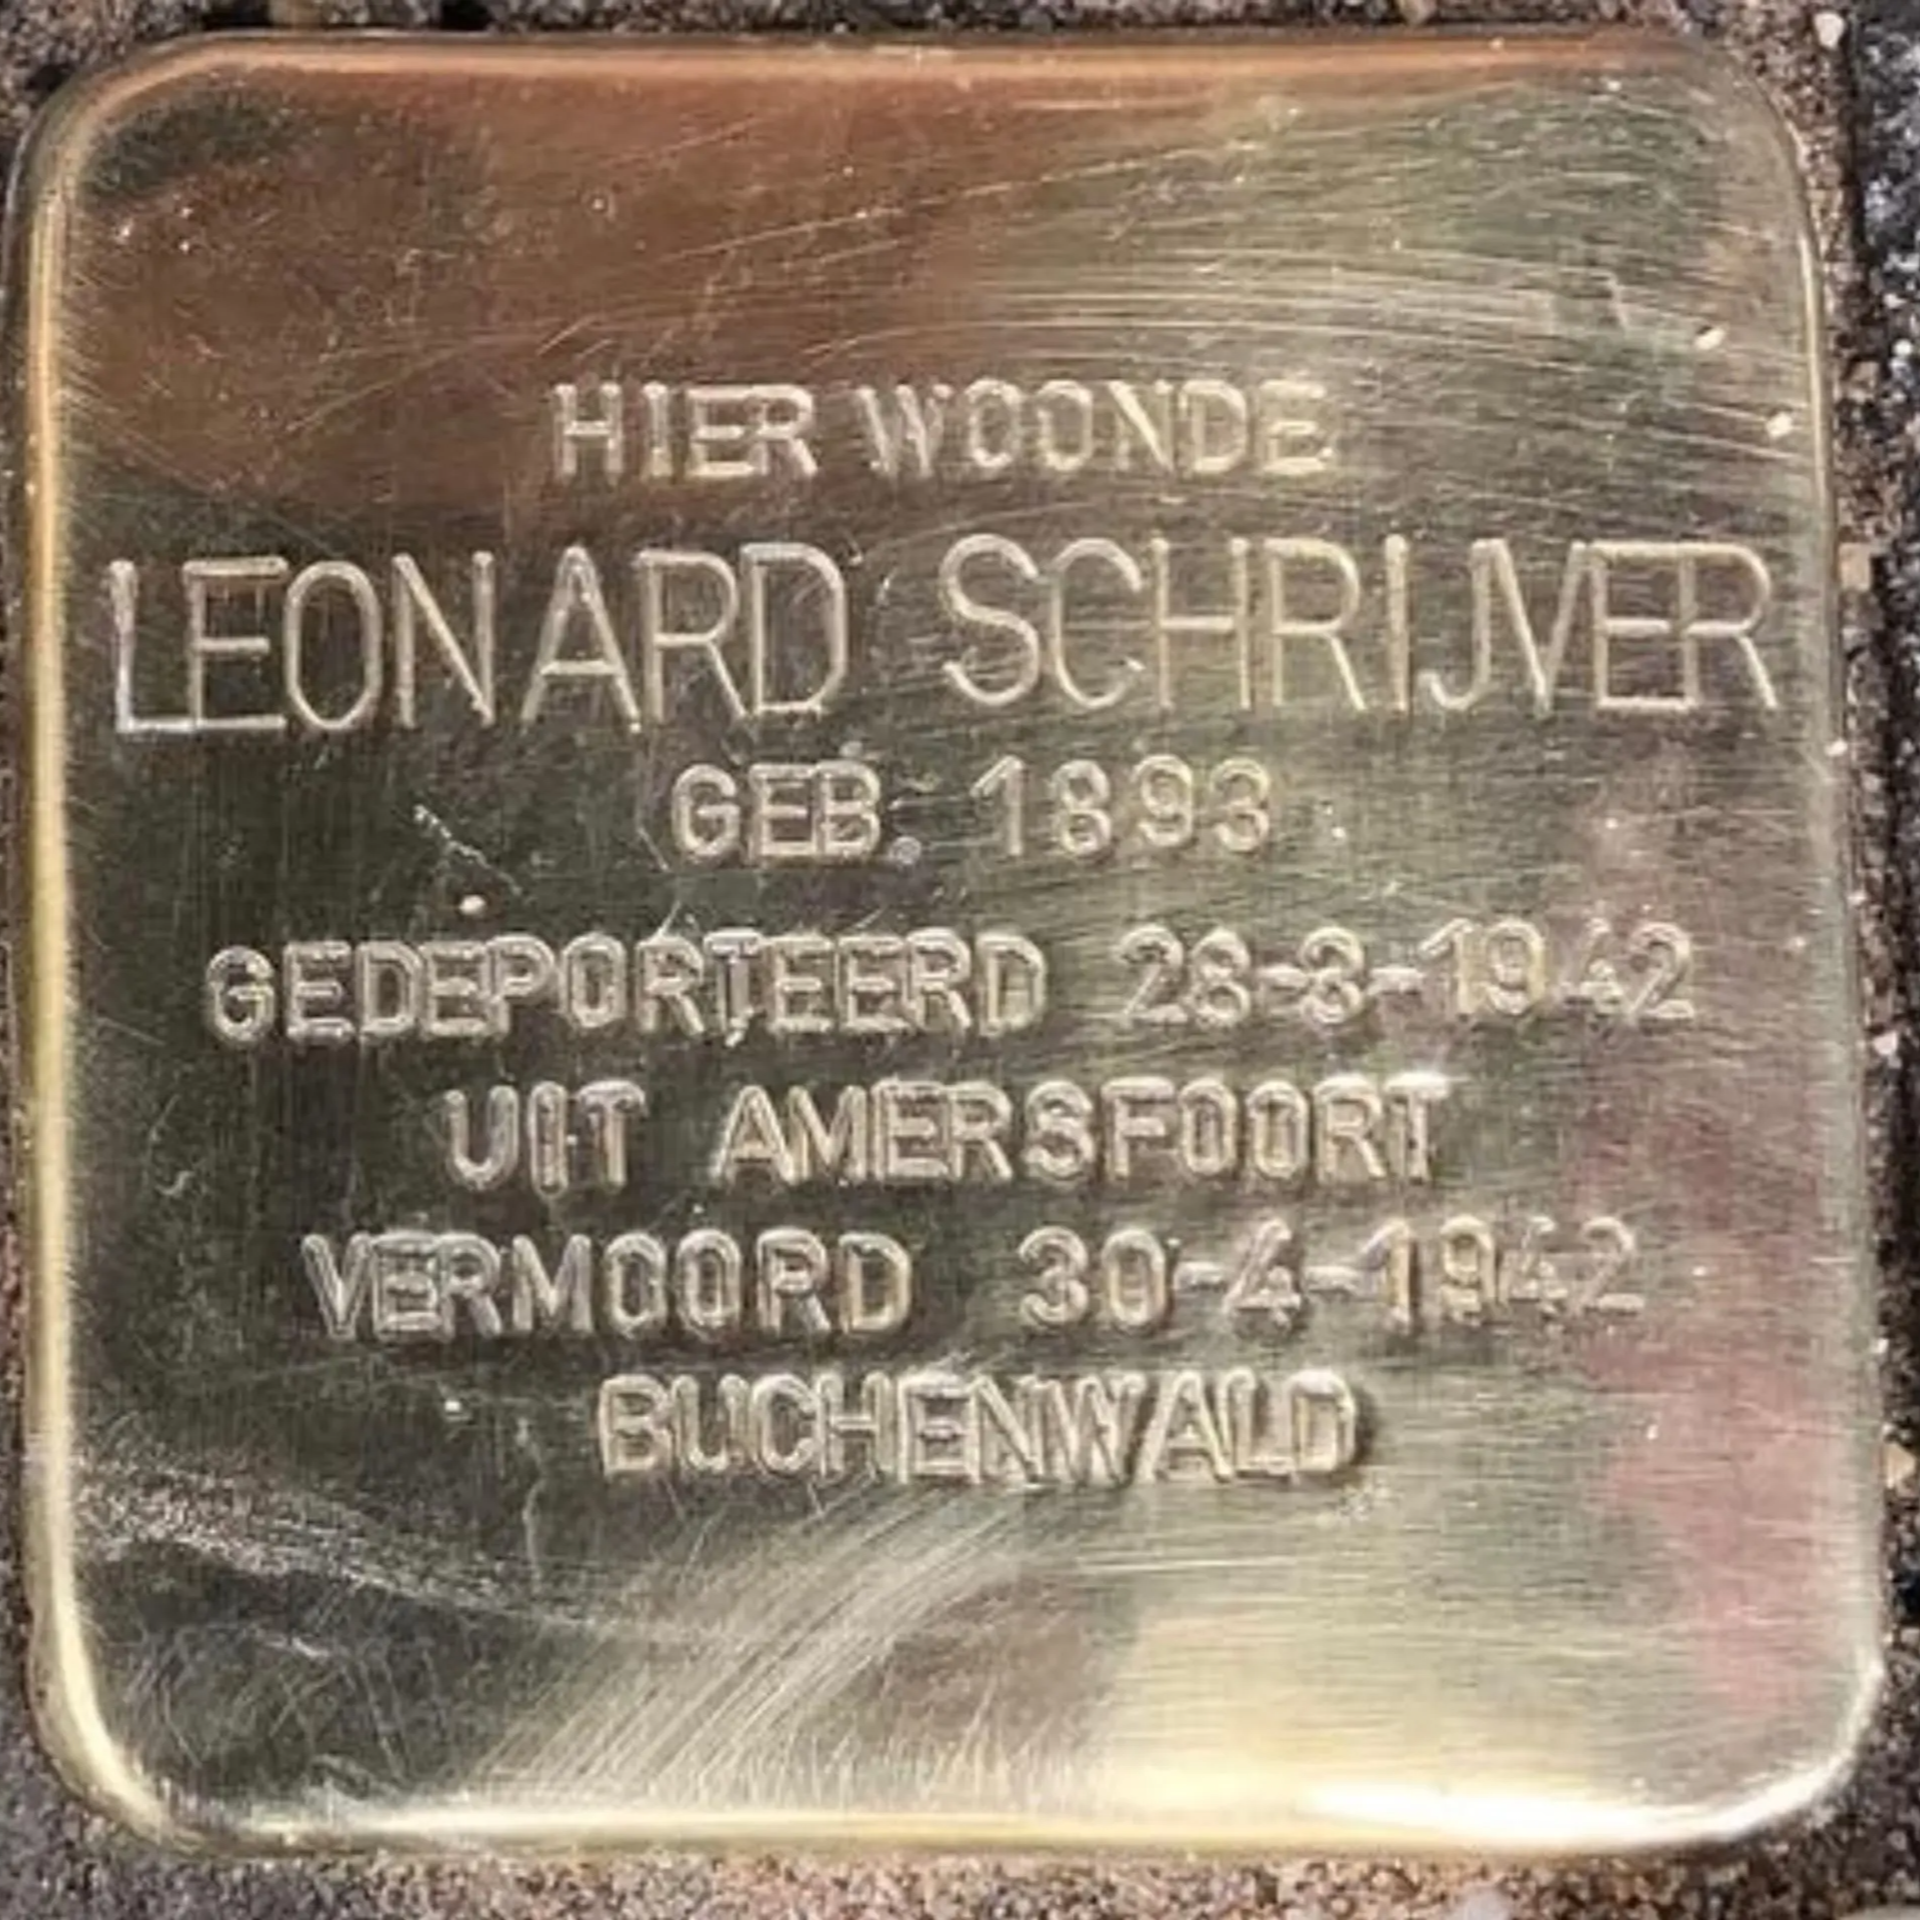 HIER WOONDE
LEONARD SCHRIJVER
GEB. 1893
GEDEPORTEERD 28-3-1942
UIT AMERSFOORT
VERMOORD 30-4-1942
BUCHENWALD